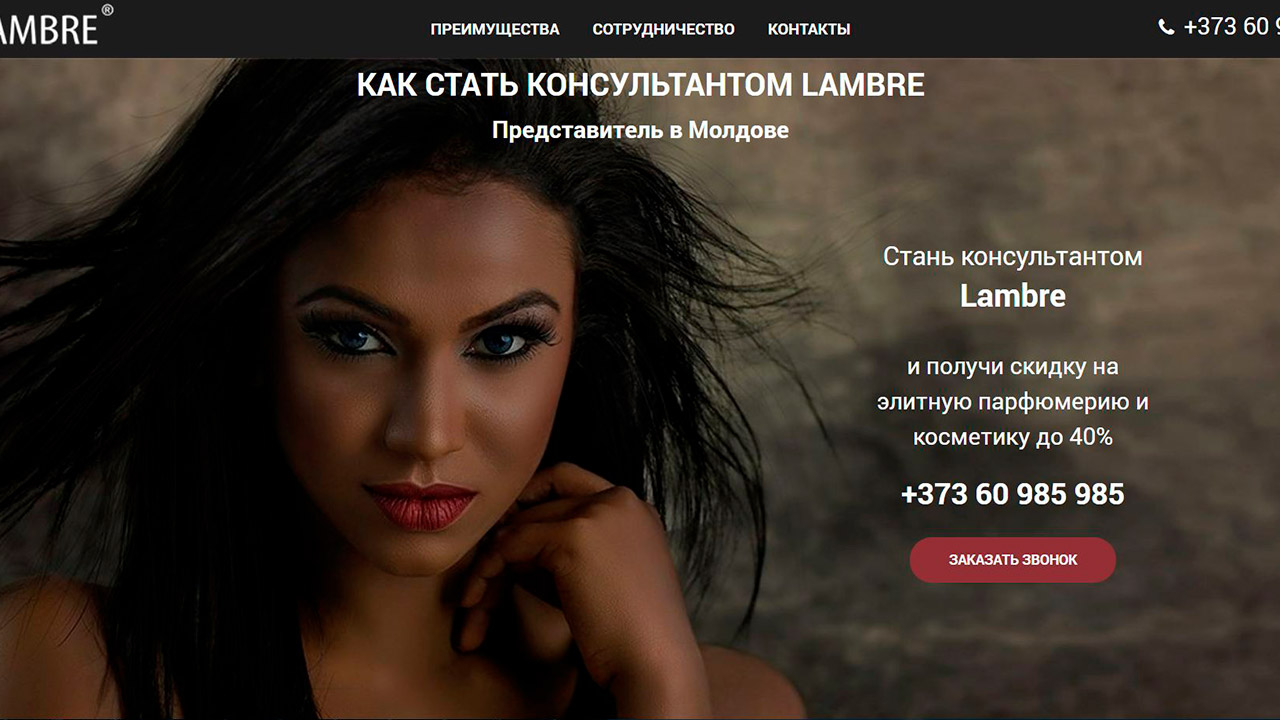 AMBRE®
ПРЕИМУЩЕСТВА СОТРУДНИЧЕСТВО КОНТАКТЫ
+373 60 9
КАК СТАТЬ КОНСУЛЬТАНТОМ LAMBRE
Представитель в Молдове
Стань консультантом
Lambre
и получи скидку на
элитную парфюмерию и
косметику до 40%
+373 60 985 985
ЗАКАЗАТЬ ЗВОНОК